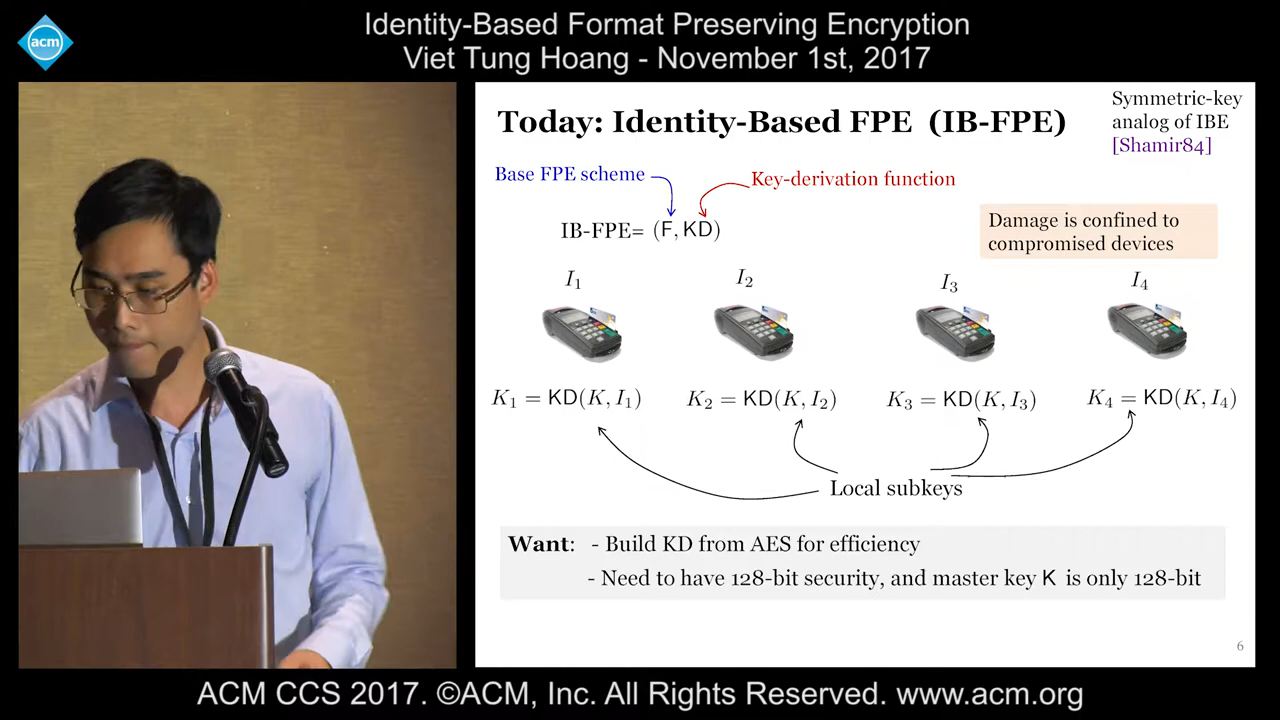 acm
Identity-Based Format Preserving Encryption
Viet Tung Hoang - November 1st, 2017
Today: Identity-Based FPE (IB-FPE)
Symmetric-key
analog of IBE
[Shamir84]
Base FPE scheme
Key-derivation function
IB-FPE= (F, KD)
Damage is confined to
compromised devices
I₁ I₂ I₃ I₄
K₁ = KD(K, I₁) K₂ = KD(K, I₂) K₃ = KD(K, I₃) K₄ = KD(K, I₄)
Local subkeys
Want: - Build KD from AES for efficiency
- Need to have 128-bit security, and master key K is only 128-bit
6
ACM CCS 2017. ©ACM, Inc. All Rights Reserved. www.acm.org